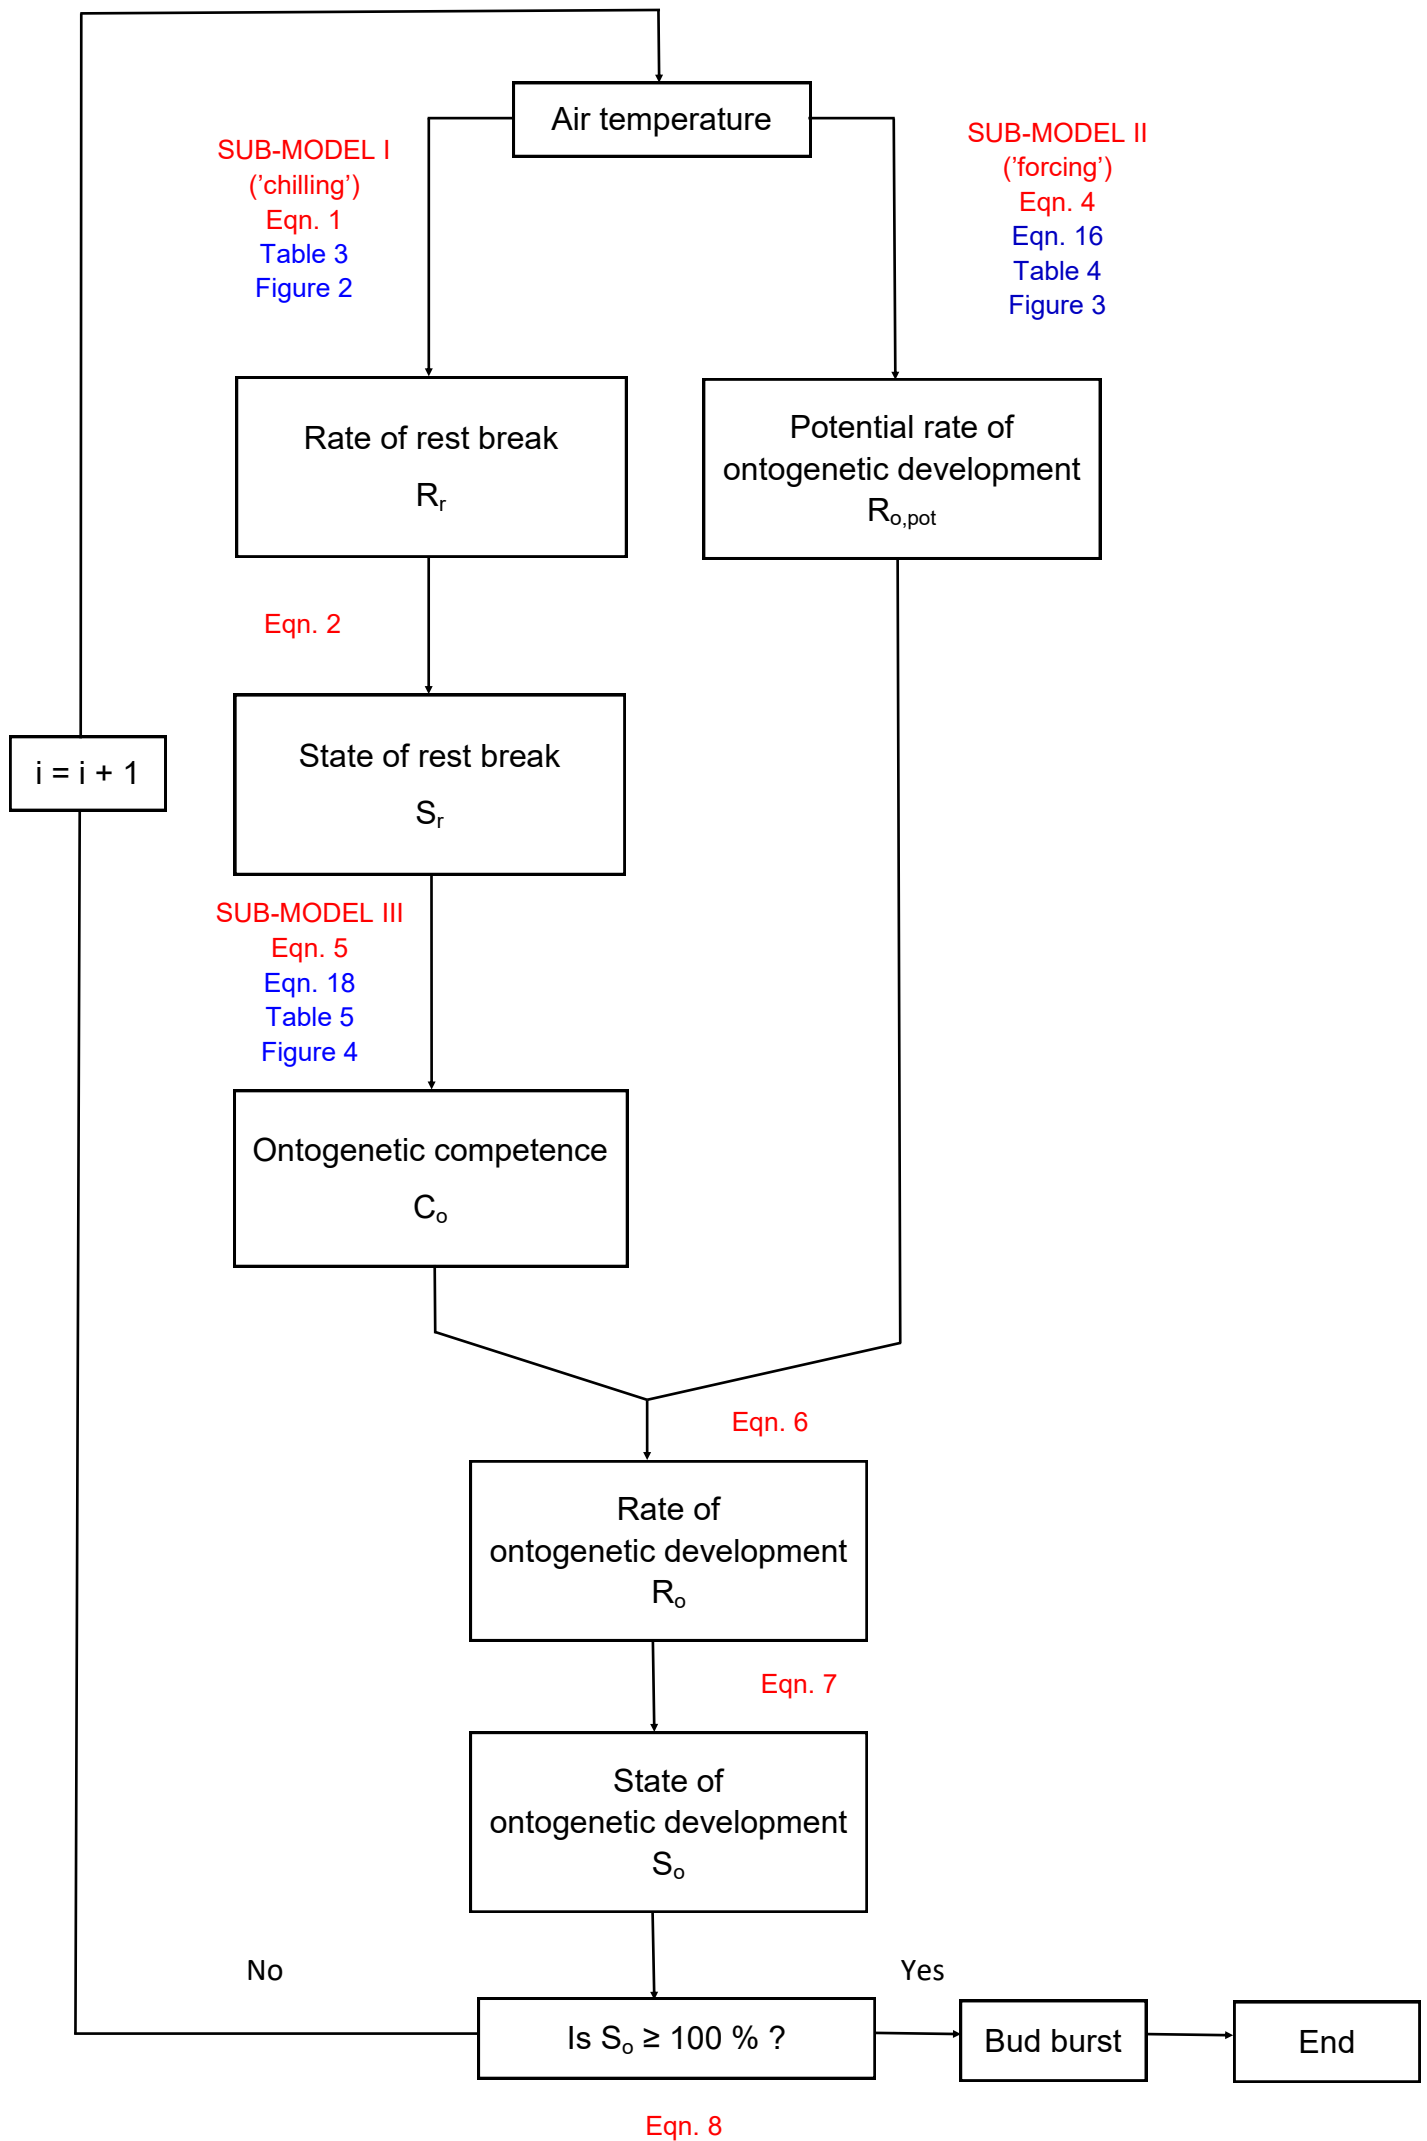 Air temperature
SUB-MODEL I
(’chilling’)
Eqn. 1
Table 3
Figure 2
SUB-MODEL II
(’forcing’)
Eqn. 4
Eqn. 16
Table 4
Figure 3
Rate of rest break
Rr
Potential rate of
ontogenetic development
Ro,pot
Eqn. 2
State of rest break
Sr
i = i + 1
SUB-MODEL III
Eqn. 5
Eqn. 18
Table 5
Figure 4
Ontogenetic competence
Co
Eqn. 6
Rate of
ontogenetic development
Ro
Eqn. 7
State of
ontogenetic development
So
No
Yes
Is So ≥ 100 % ?
Bud burst
End
Eqn. 8